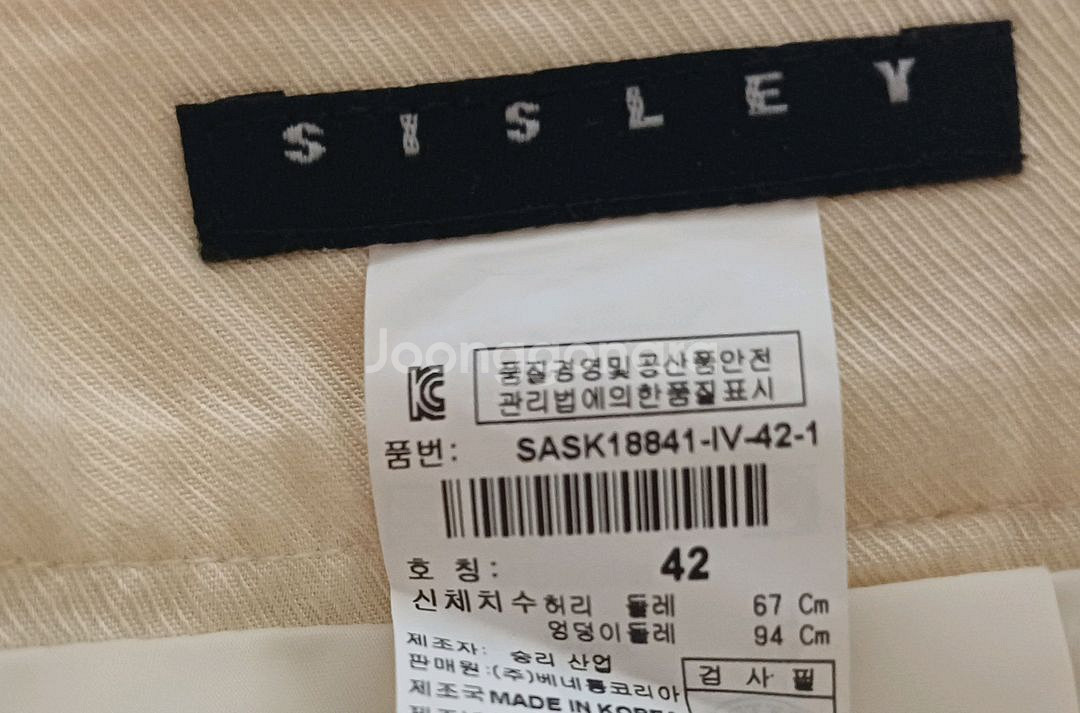 SISLEY
Joonggonara
품질경영및공산품안전
관리법에의한품질표시
품번: SASK18841-IV-42-1
호 칭: 42
신체치수 허리 둘레 67 Cm
엉덩이둘레 94 Cm
제조자: 승리 산업
판매원:(주)베네통코리아
검 사 필
제조국 MADE IN KOREA